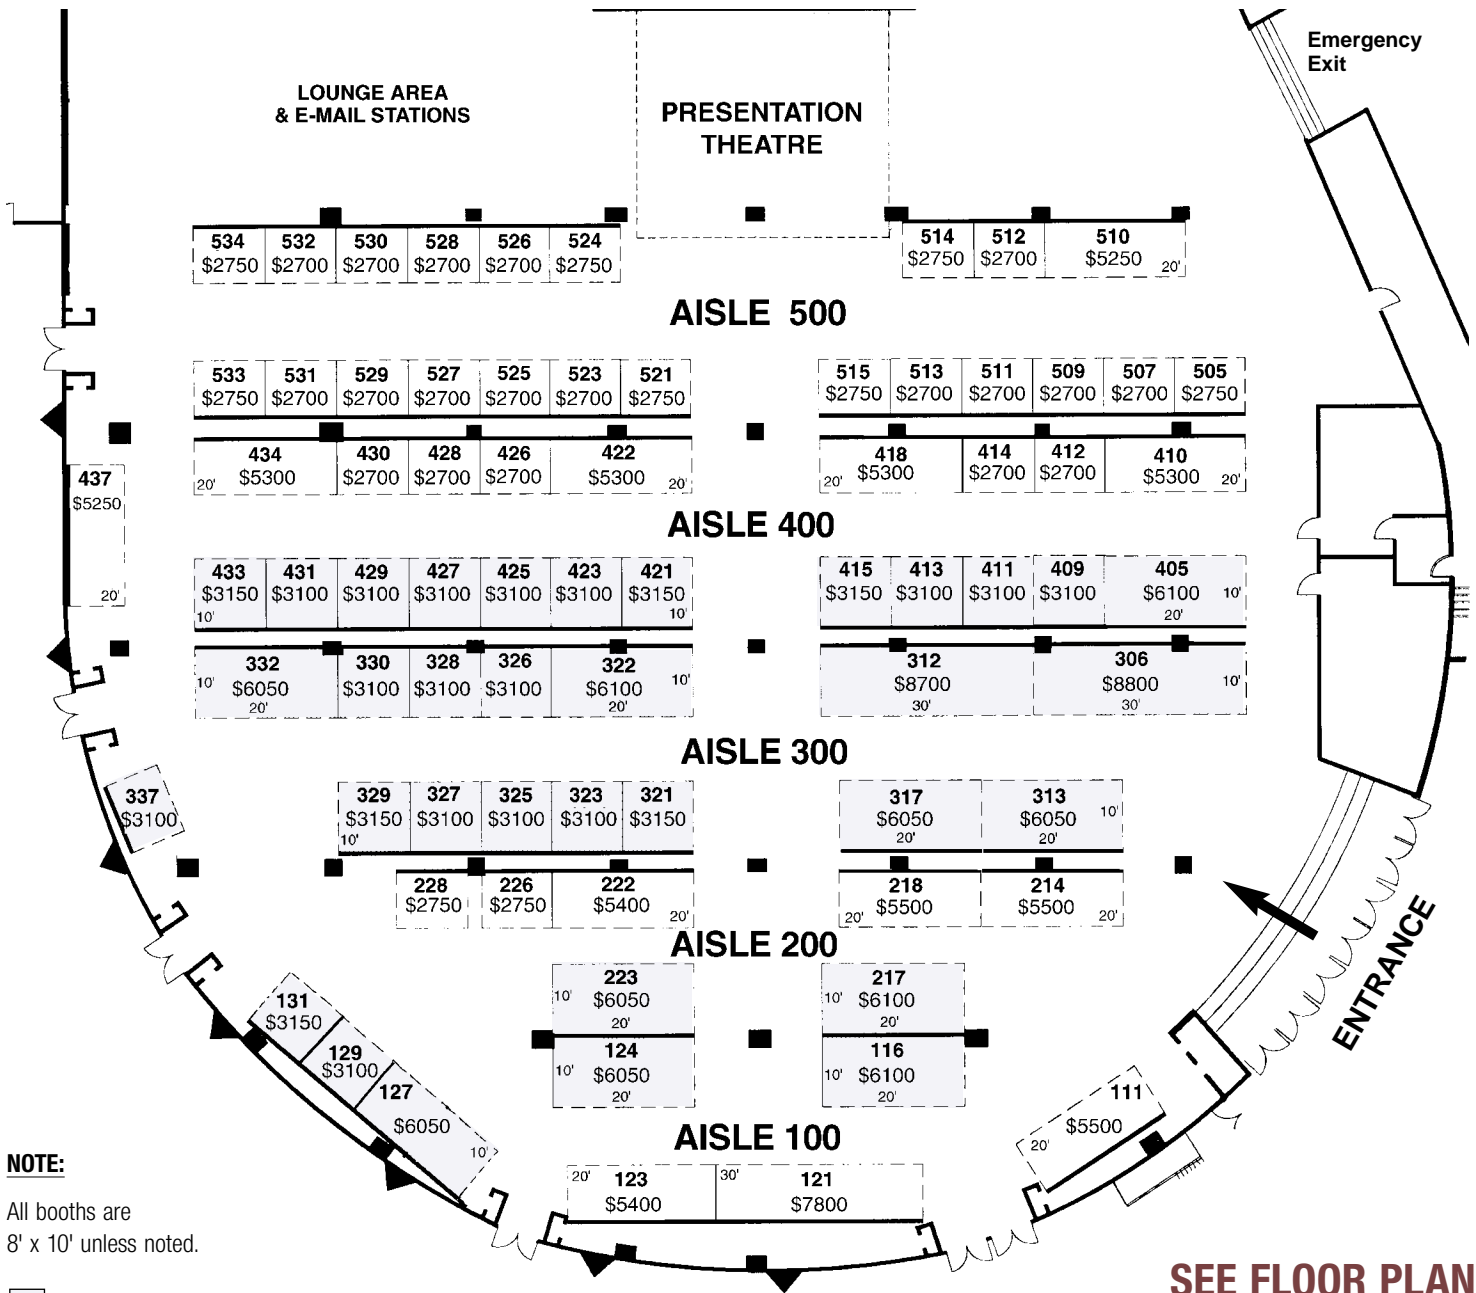 Emergency
Exit
LOUNGE AREA
& E-MAIL STATIONS
PRESENTATION
THEATRE
534 532 530 528 526 524
$2750 $2700 $2700 $2700 $2700 $2750
514 512 510
$2750 $2700 $5250 20'
AISLE 500
533 531 529 527 525 523 521
$2750 $2700 $2700 $2700 $2700 $2700 $2750
515 513 511 509 507 505
$2750 $2700 $2700 $2700 $2700 $2750
434 430 428 426 422
20' $5300 $2700 $2700 $2700 $5300 20'
418 414 412 410
20' $5300 $2700 $2700 $5300 20'
437
$5250
20'
AISLE 400
433 431 429 427 425 423 421
$3150 $3100 $3100 $3100 $3100 $3100 $3150
10' 10'
415 413 411 409 405
$3150 $3100 $3100 $3100 $6100 10'
20'
332 330 328 326 322
10' $6050 $3100 $3100 $3100 $6100 10'
20' 20'
312 306
$8700 $8800 10'
30' 30'
AISLE 300
337
$3100
329 327 325 323 321
$3150 $3100 $3100 $3100 $3150
10'
317 313
$6050 $6050 10'
20' 20'
228 226 222
$2750 $2750 $5400 20'
218 214
20' $5500 $5500 20'
AISLE 200
ENTRANCE
223
10' $6050
20'
217
10' $6100
20'
124
10' $6050
20'
116
10' $6100
20'
131
$3150
129
$3100
127
$6050
10'
111
$5500
20'
AISLE 100
20' 123
$5400
30' 121
$7800
NOTE:
All booths are
8' x 10' unless noted.
SEE FLOOR PLAN